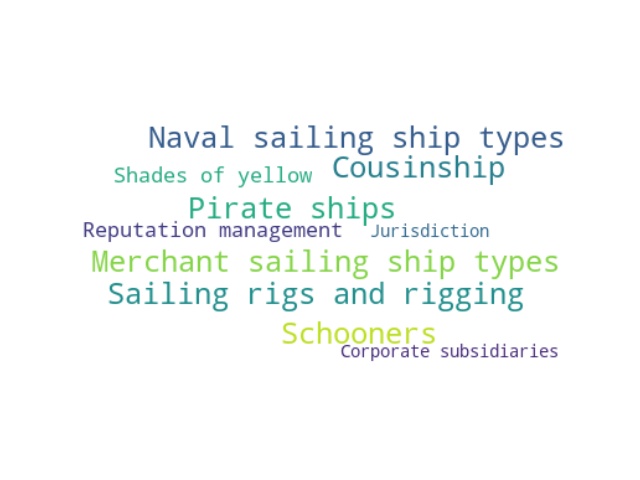 Naval sailing ship types
Cousinship
Shades of yellow
Pirate ships
Reputation management
Jurisdiction
Merchant sailing ship types
Sailing rigs and rigging
Schooners
Corporate subsidiaries